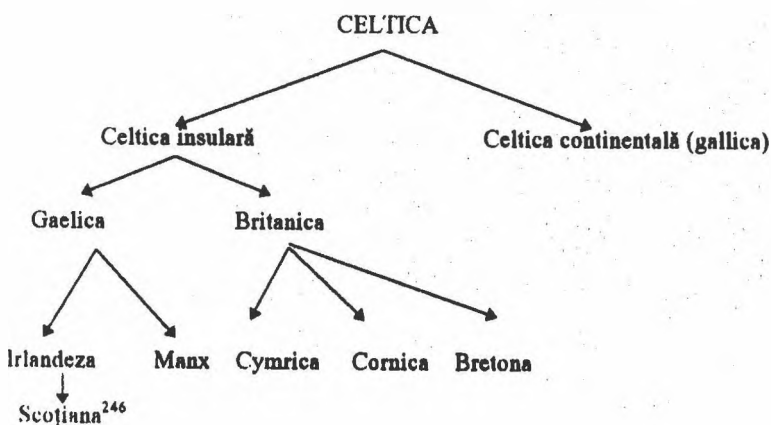 CELTICA
Celtica insulară Celtica continentală (gallica)
Gaelica Britanica
Irlandeza Manx Cymrica Cornica Bretona
Scoţiana²⁴⁶